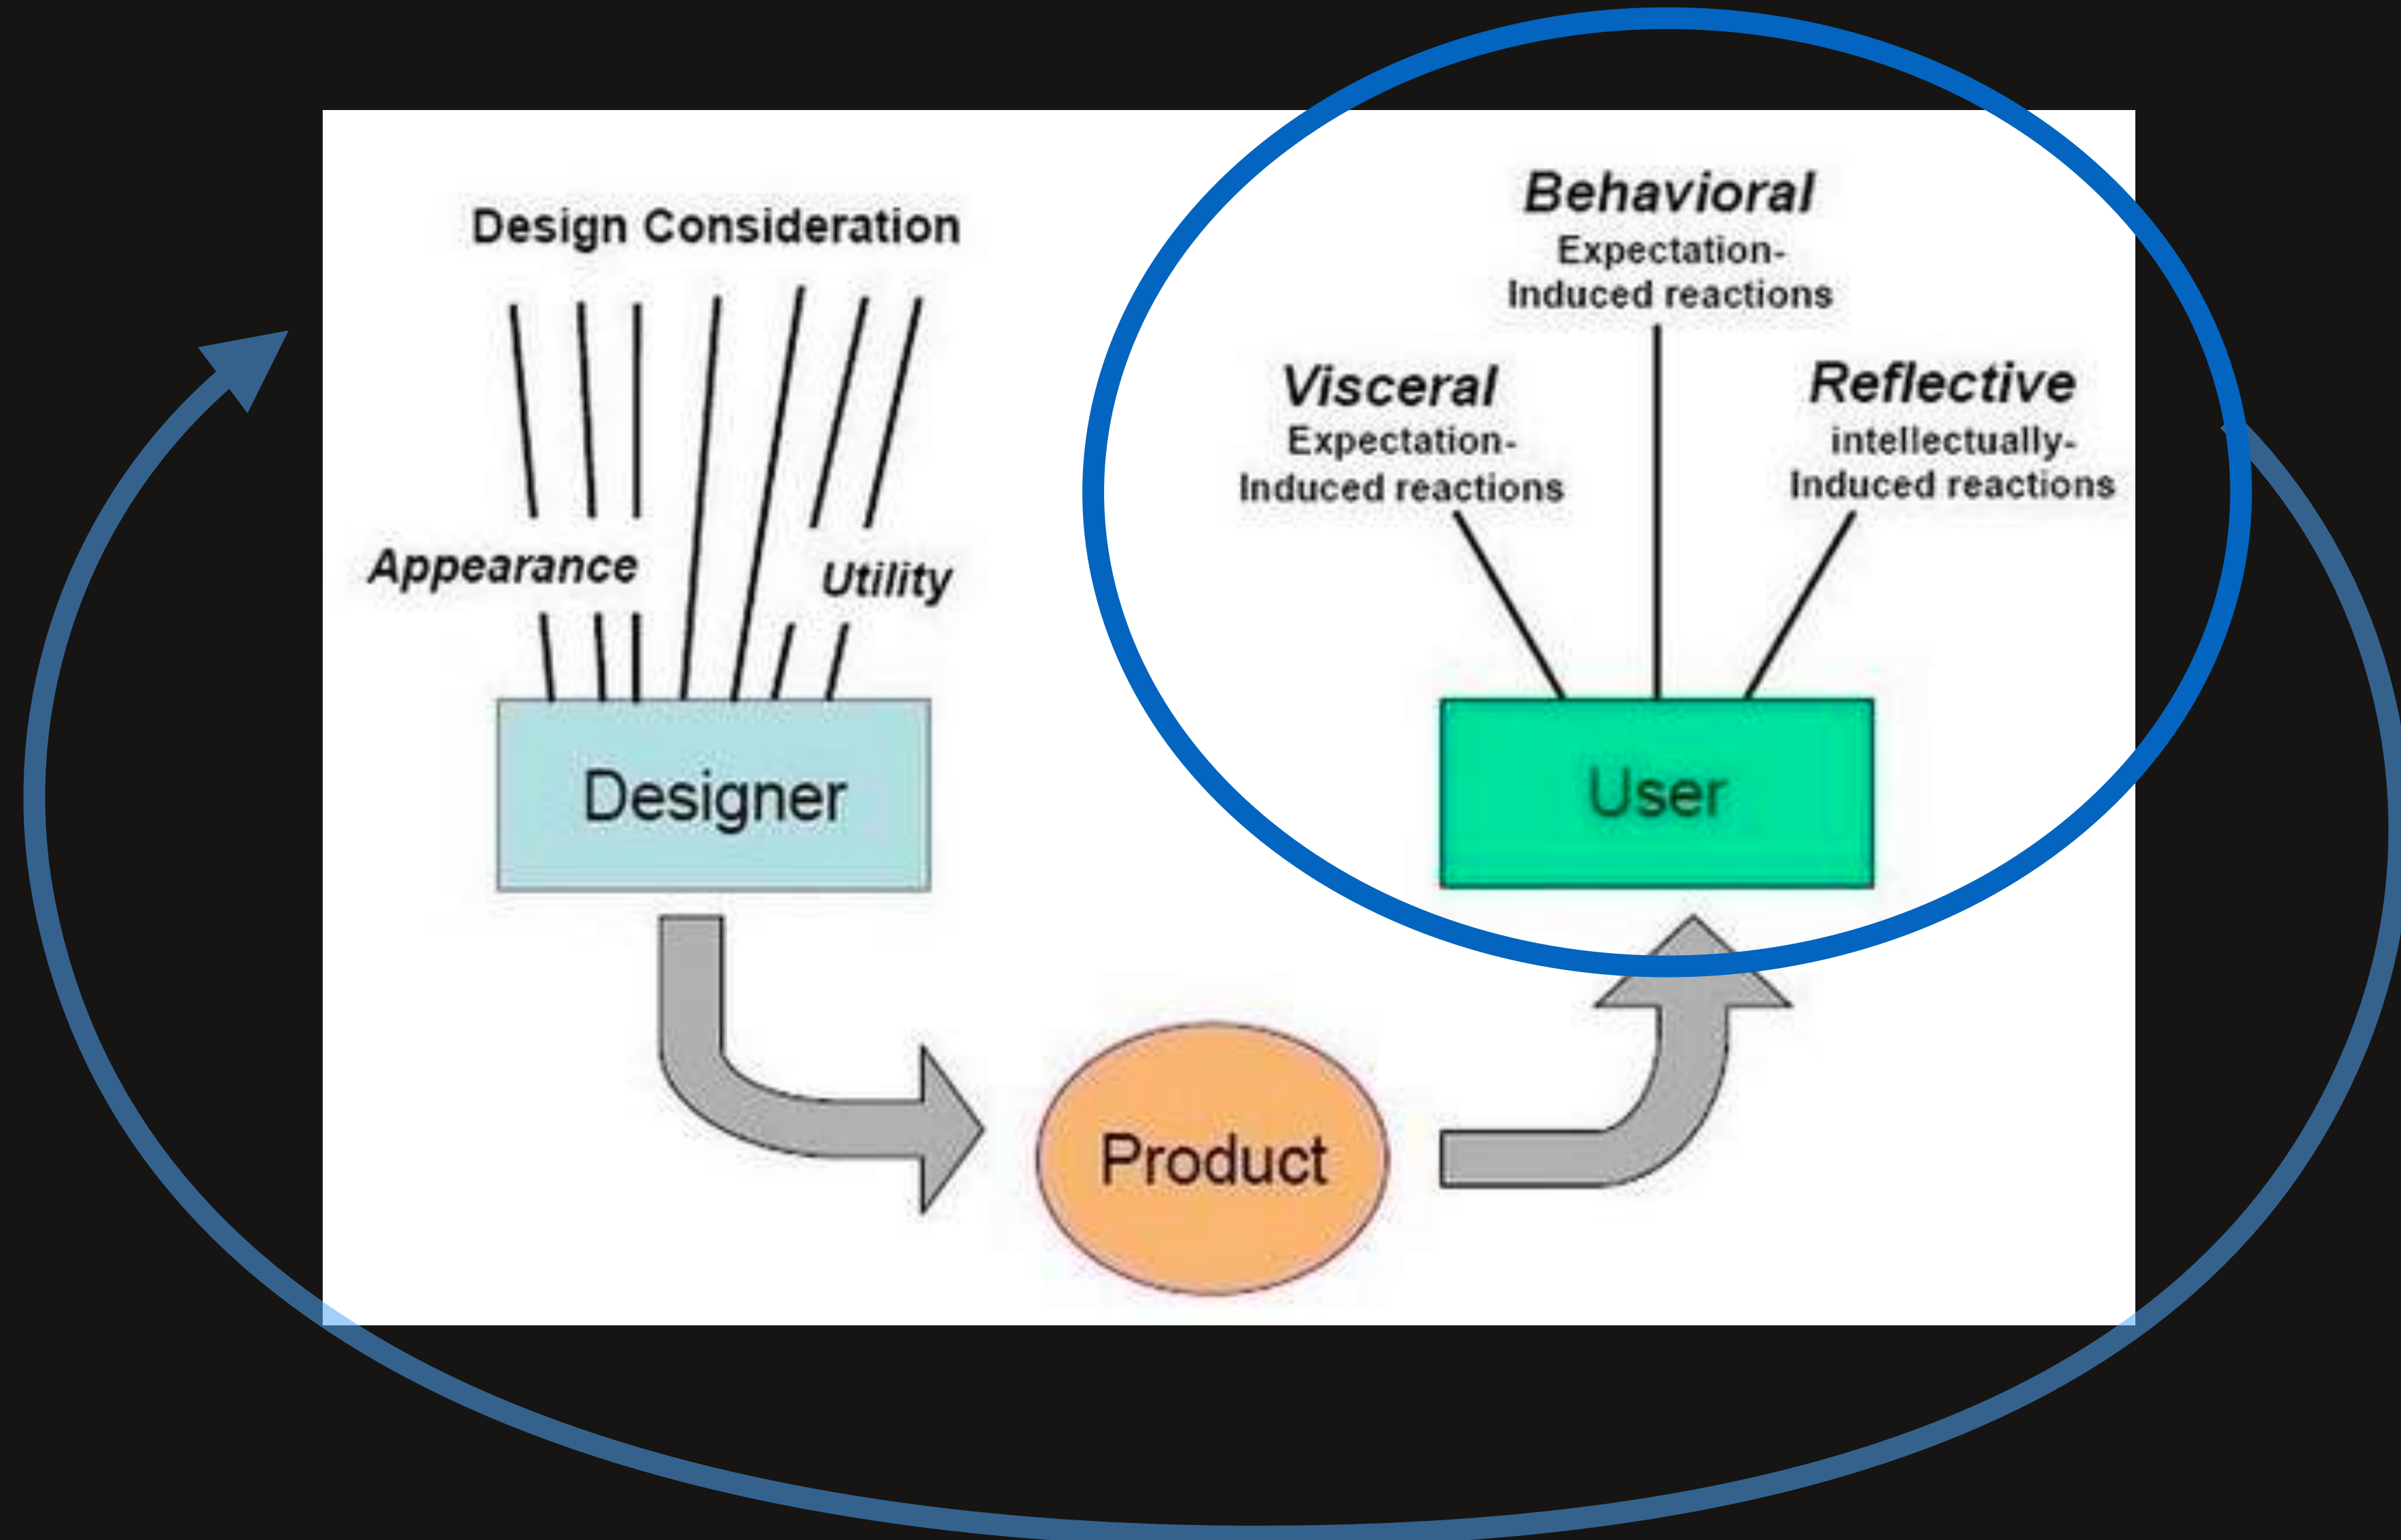 Design Consideration
Appearance
Utility
Designer
Product
Behavioral
Expectation-
Induced reactions
Visceral
Expectation-
Induced reactions
Reflective
intellectually-
Induced reactions
User